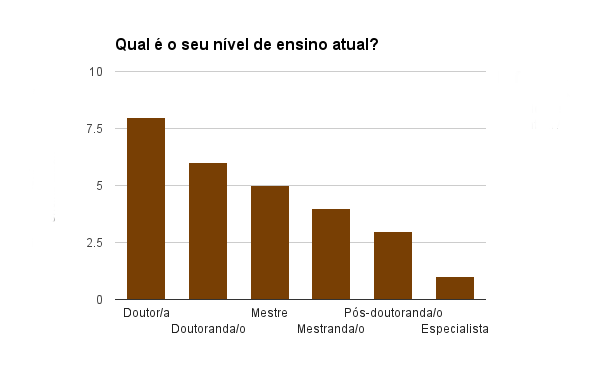 Qual é o seu nível de ensino atual?
10
7.5
5
2.5
0
Doutor/a
Mestre
Pós-doutoranda/o
Doutoranda/o
Mestranda/o
Especialista